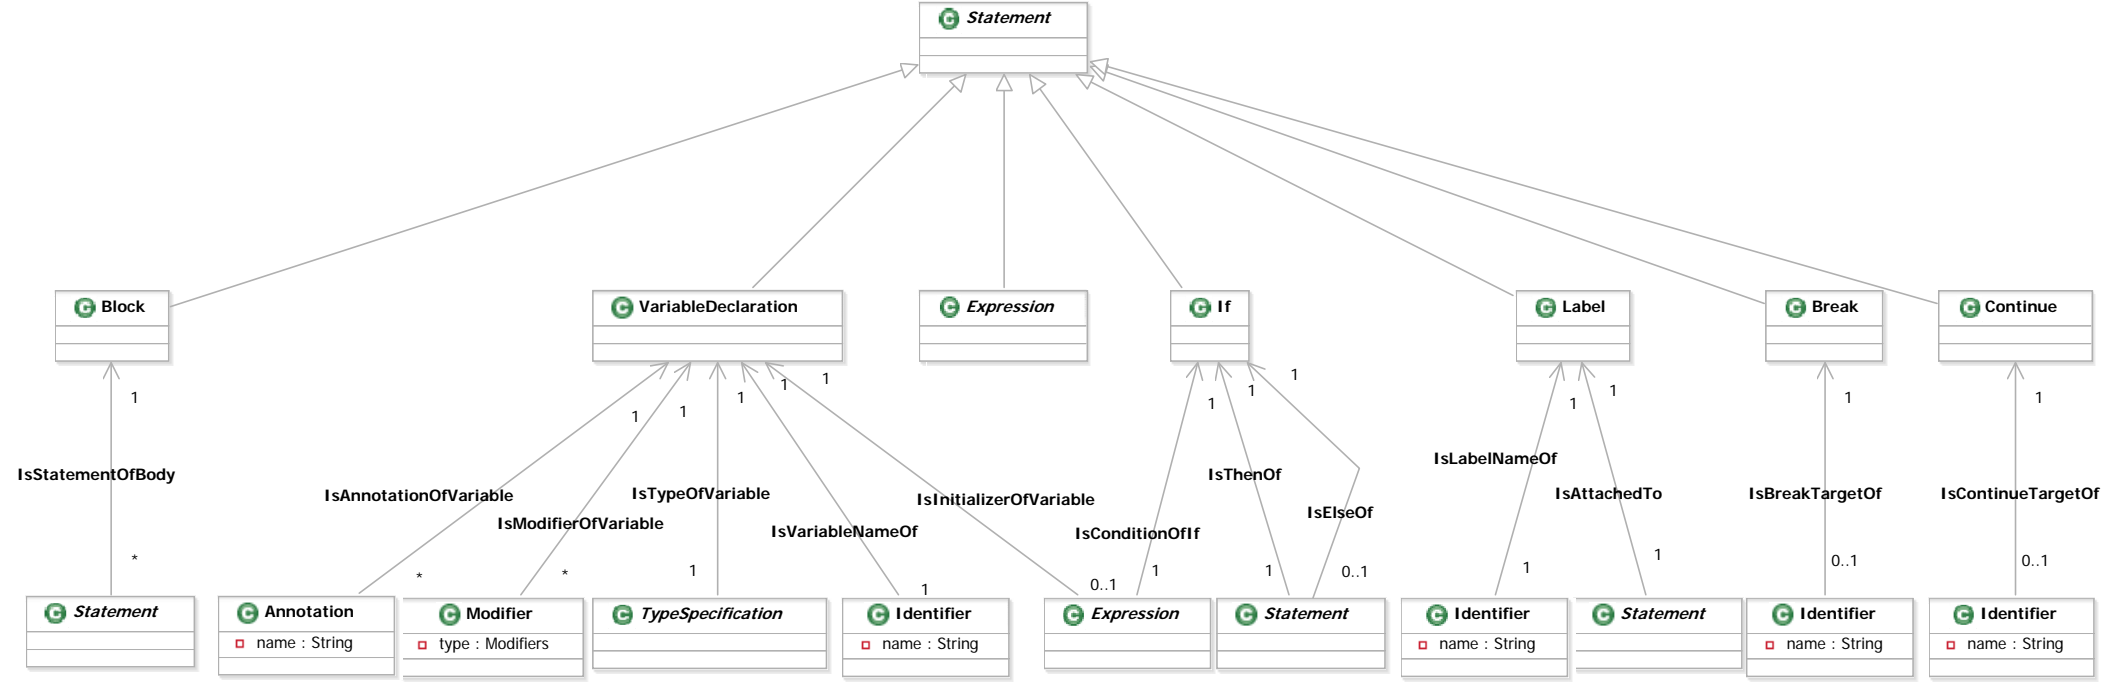 Statement
Block
VariableDeclaration
Expression
If
Label
Break
Continue
1
1
1
1
1
1
1
1
1
1
1
1
1
IsStatementOfBody
IsAnnotationOfVariable
IsModifierOfVariable
IsTypeOfVariable
IsVariableNameOf
IsInitializerOfVariable
IsConditionOfIf
IsThenOf
IsElseOf
IsLabelNameOf
IsAttachedTo
IsBreakTargetOf
IsContinueTargetOf
*
*
*
1
1
0..1
1
1
0..1
1
1
0..1
0..1
Statement
Annotation
name : String
Modifier
type : Modifiers
TypeSpecification
Identifier
name : String
Expression
Statement
Identifier
name : String
Statement
Identifier
name : String
Identifier
name : String